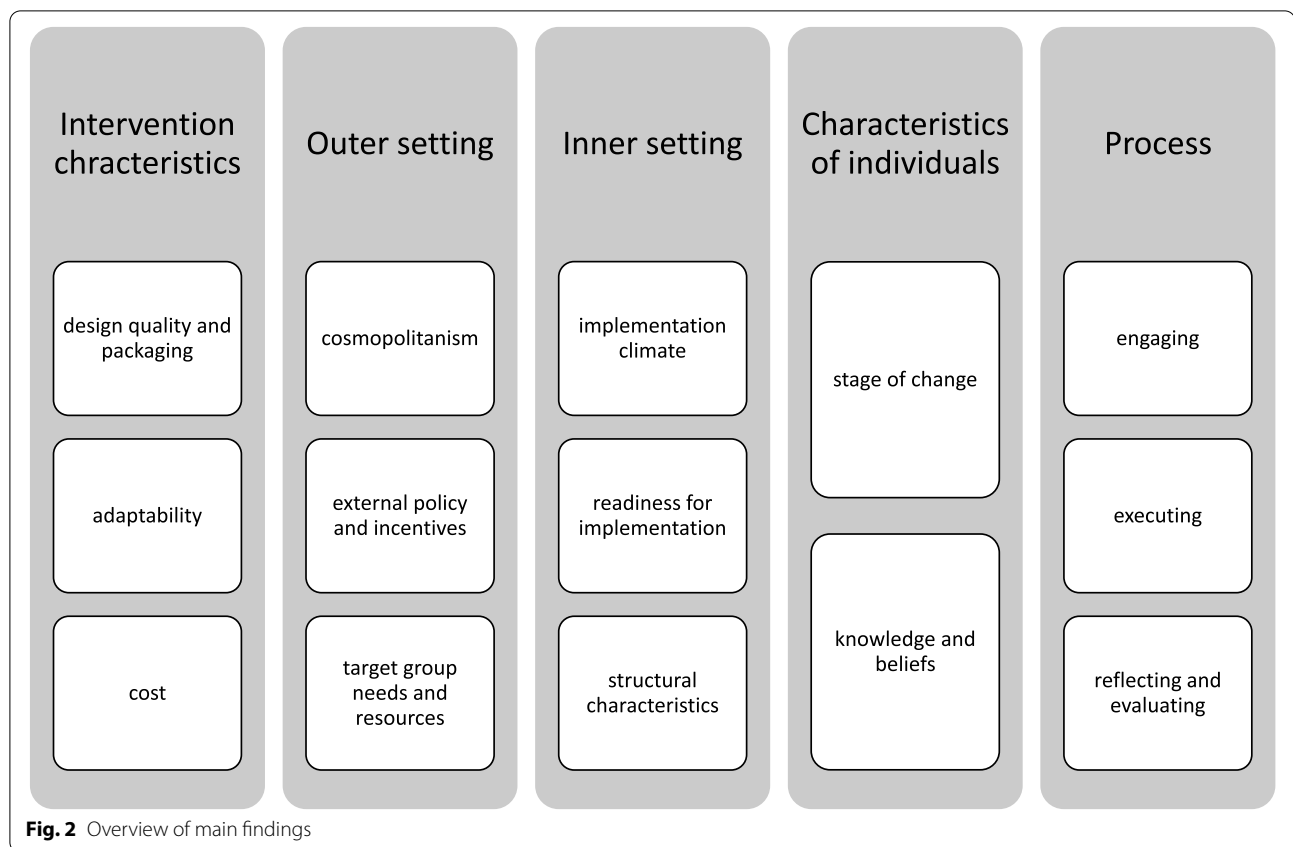 Intervention
chracteristics
design quality and
packaging
adaptability
cost
Outer setting
cosmopolitanism
external policy
and incentives
target group
needs and
resources
Inner setting
implementation
climate
readiness for
implementation
structural
characteristics
Characteristics
of individuals
stage of change
knowledge and
beliefs
Process
engaging
executing
reflecting and
evaluating
Fig. 2 Overview of main findings